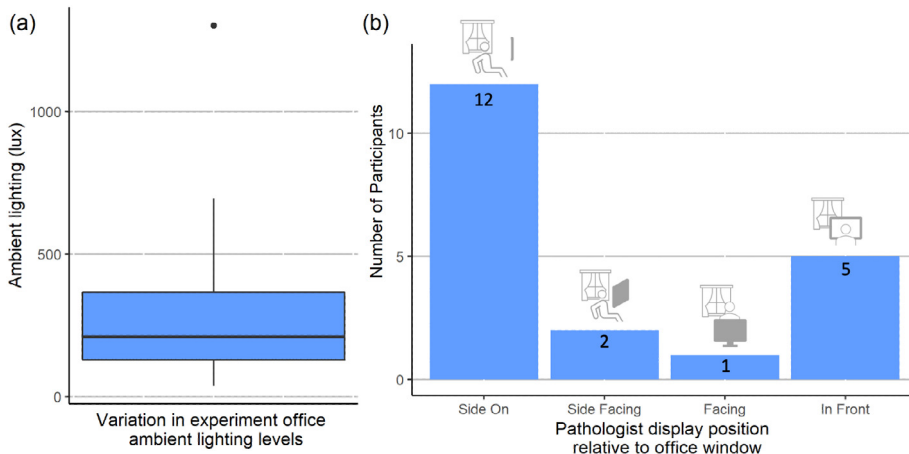 (a)
Ambient lighting (lux)
1000
500
0
Variation in experiment office
ambient lighting levels
(b)
Number of Participants
10
5
0
12
2
1
5
Side On
Side Facing
Facing
In Front
Pathologist display position
relative to office window